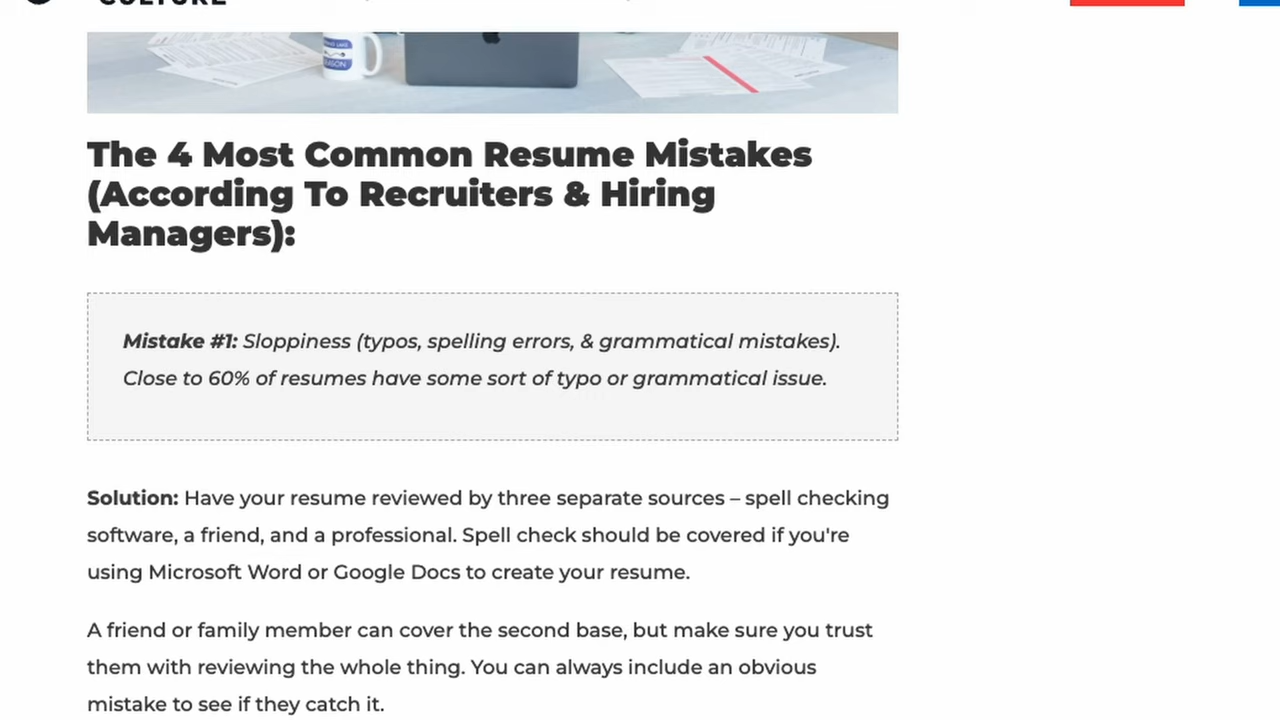 CULTURE
The 4 Most Common Resume Mistakes
(According To Recruiters & Hiring
Managers):
Mistake #1: Sloppiness (typos, spelling errors, & grammatical mistakes).
Close to 60% of resumes have some sort of typo or grammatical issue.
Solution: Have your resume reviewed by three separate sources – spell checking
software, a friend, and a professional. Spell check should be covered if you're
using Microsoft Word or Google Docs to create your resume.
A friend or family member can cover the second base, but make sure you trust
them with reviewing the whole thing. You can always include an obvious
mistake to see if they catch it.